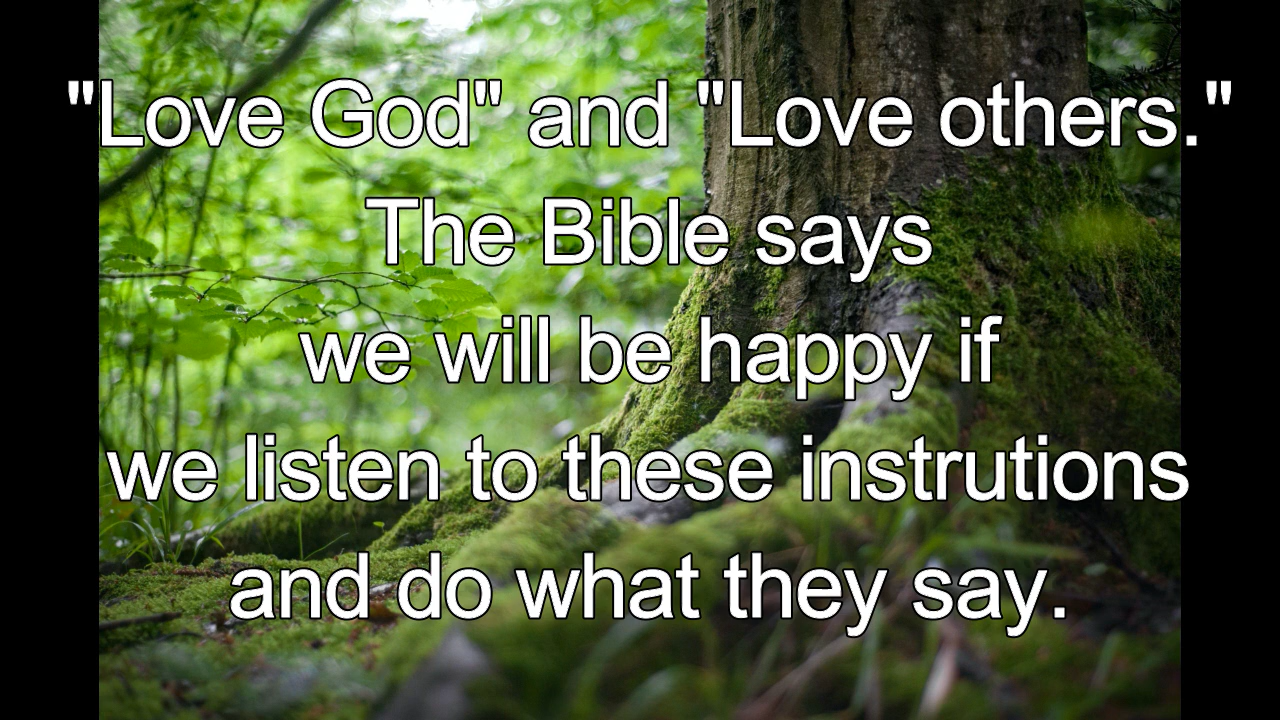 "Love God" and "Love others."
The Bible says
we will be happy if
we listen to these instrutions
and do what they say.